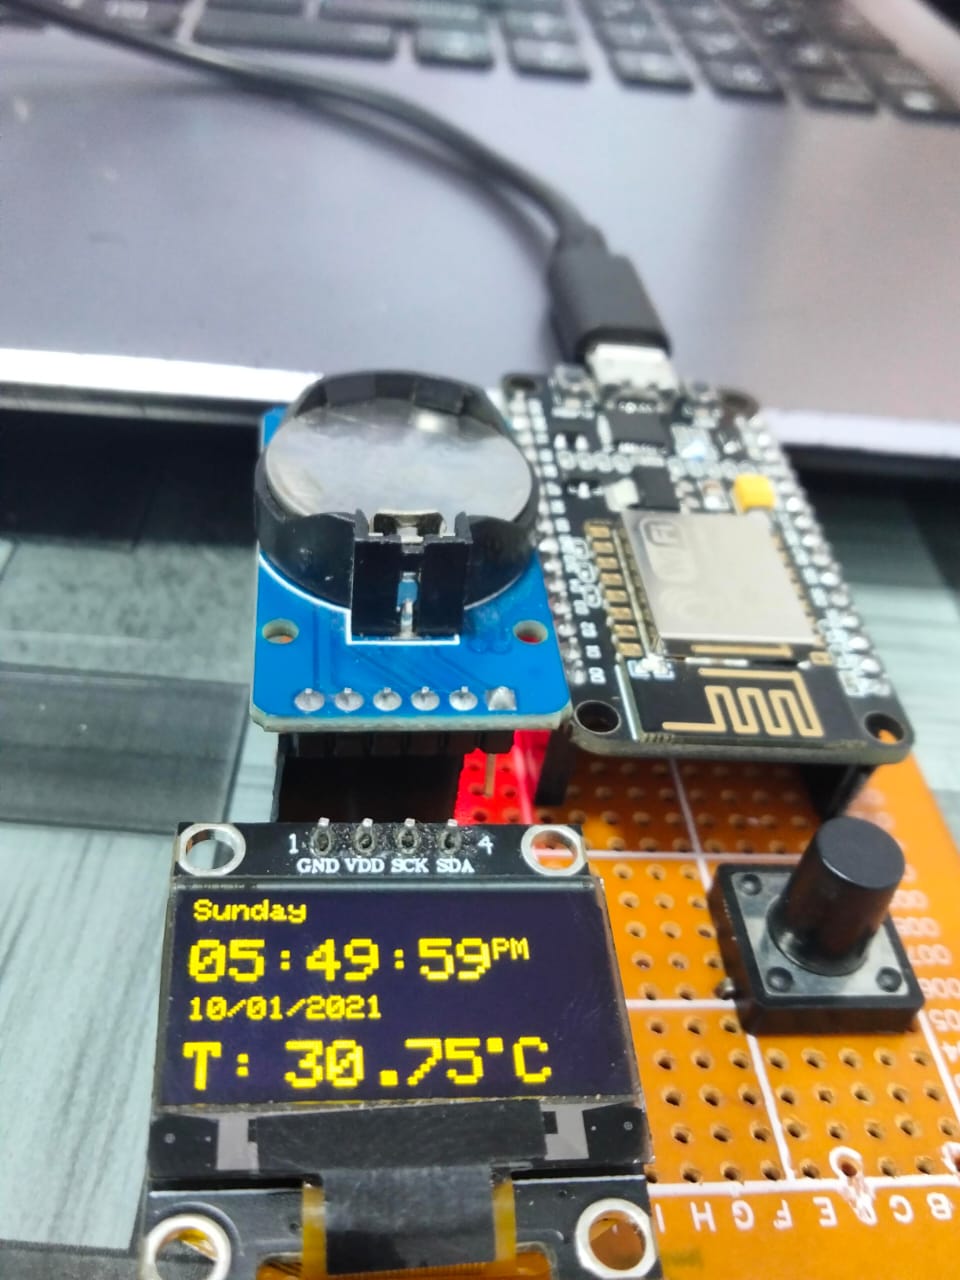 1 4
GND VDD SCK SDA
Sunday
05:49:59PM
10/01/2021
T: 30.75°C
I H G F E C B